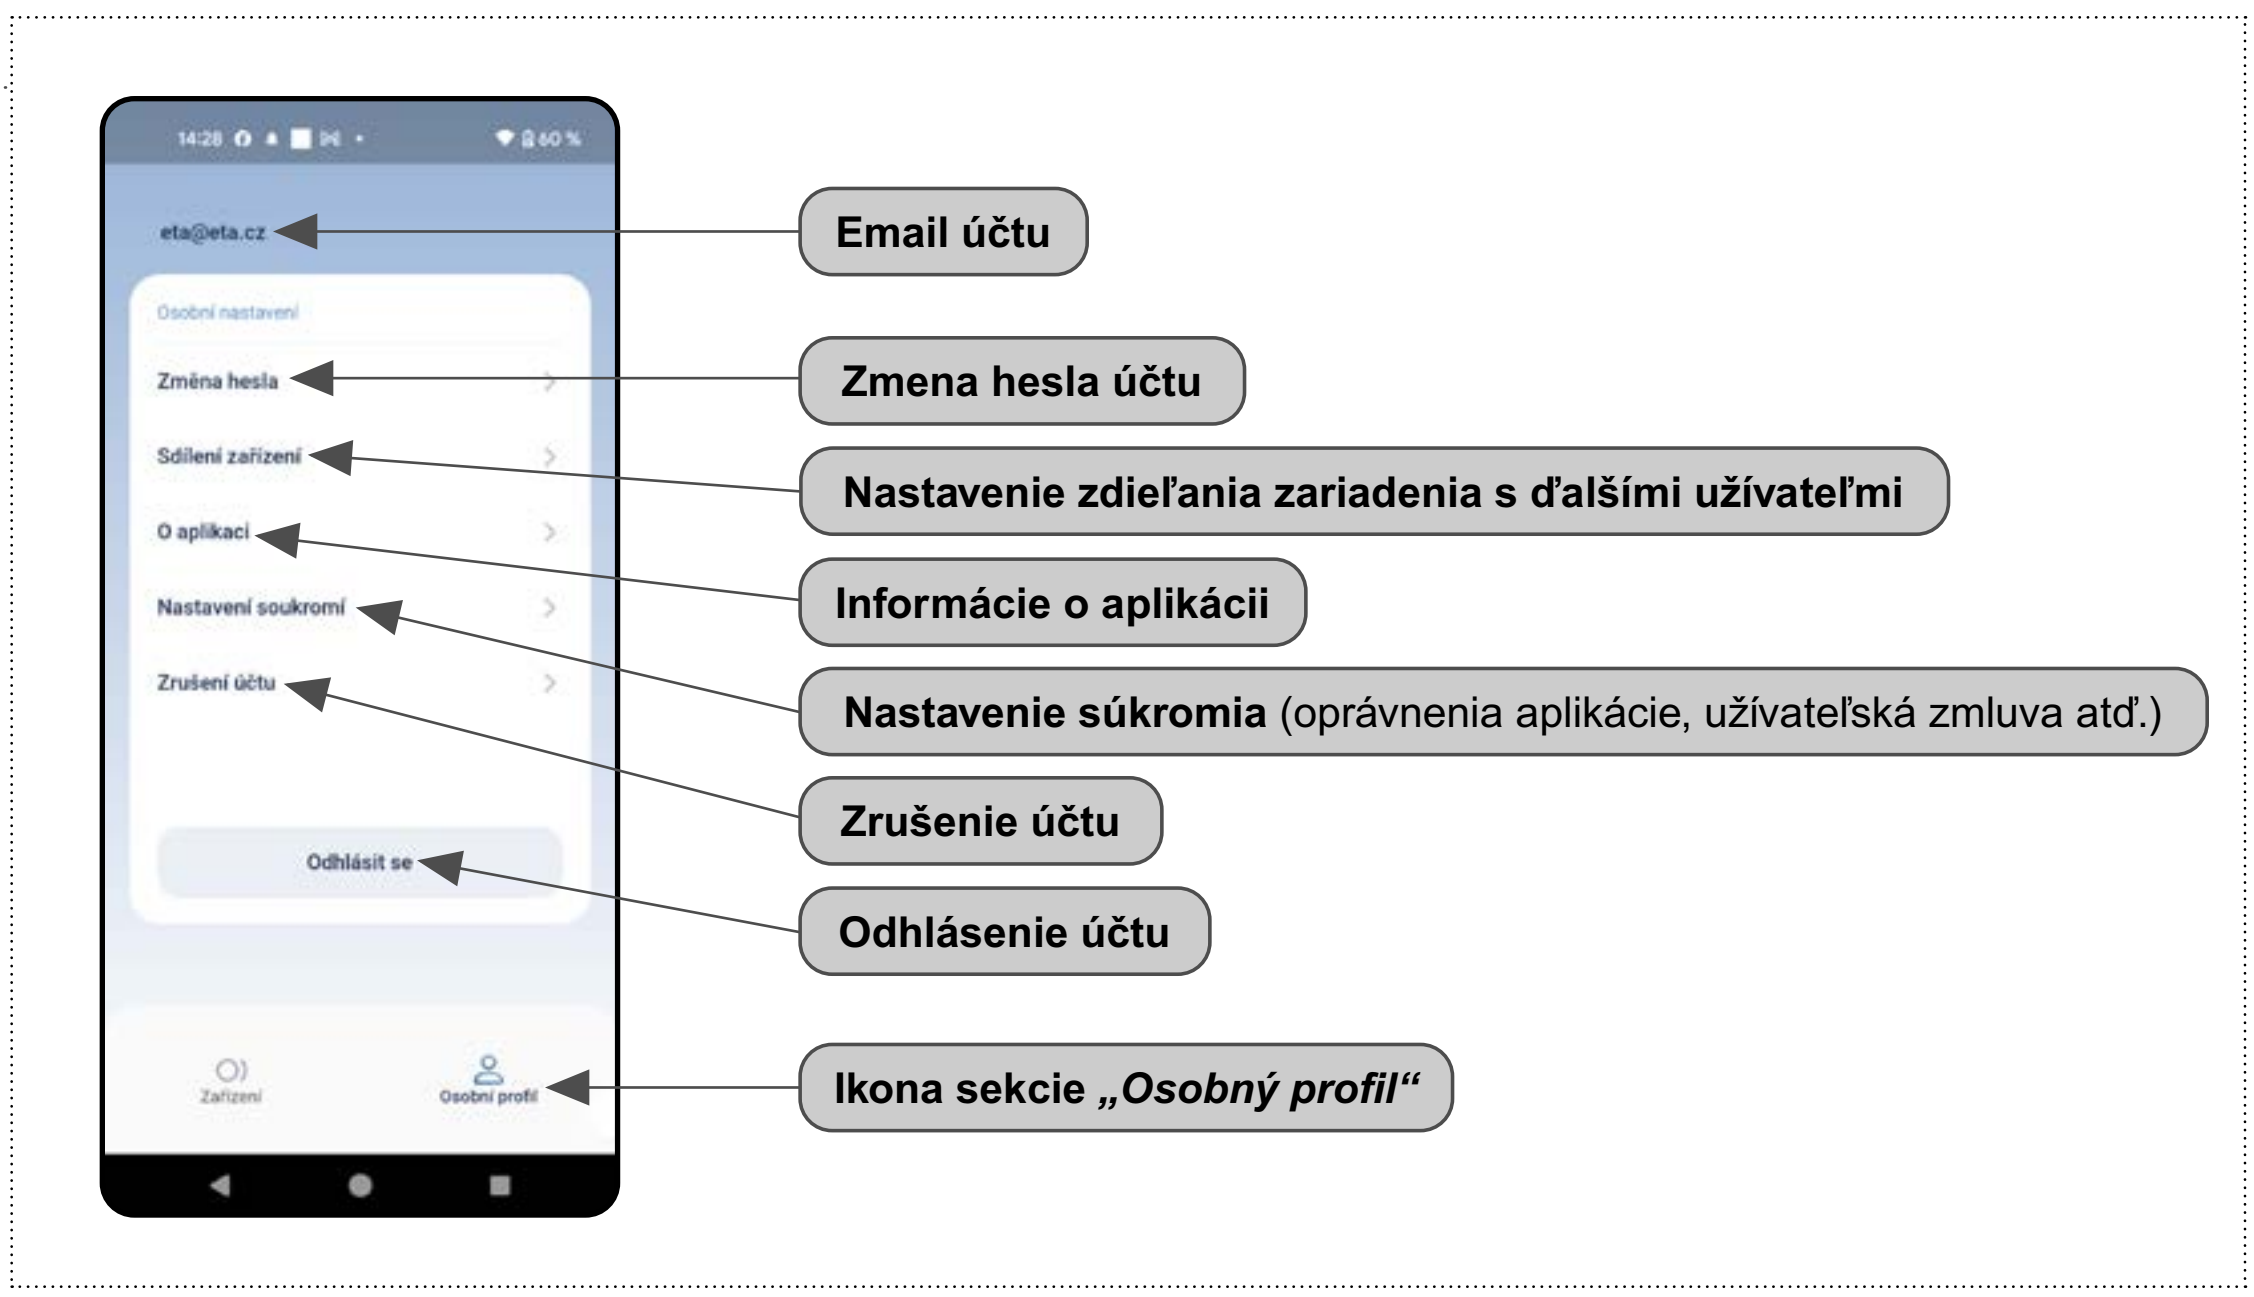 14:28
60 %
eta@eta.cz
Email účtu
Osobní nastavení
Změna hesla
Zmena hesla účtu
Sdílení zařízení
Nastavenie zdieľania zariadenia s ďalšími užívateľmi
O aplikaci
Informácie o aplikácii
Nastavení soukromí
Nastavenie súkromia (oprávnenia aplikácie, užívateľská zmluva atď.)
Zrušení účtu
Zrušenie účtu
Odhlásit se
Odhlásenie účtu
Zařízení
Osobní profil
Ikona sekcie „Osobný profil“